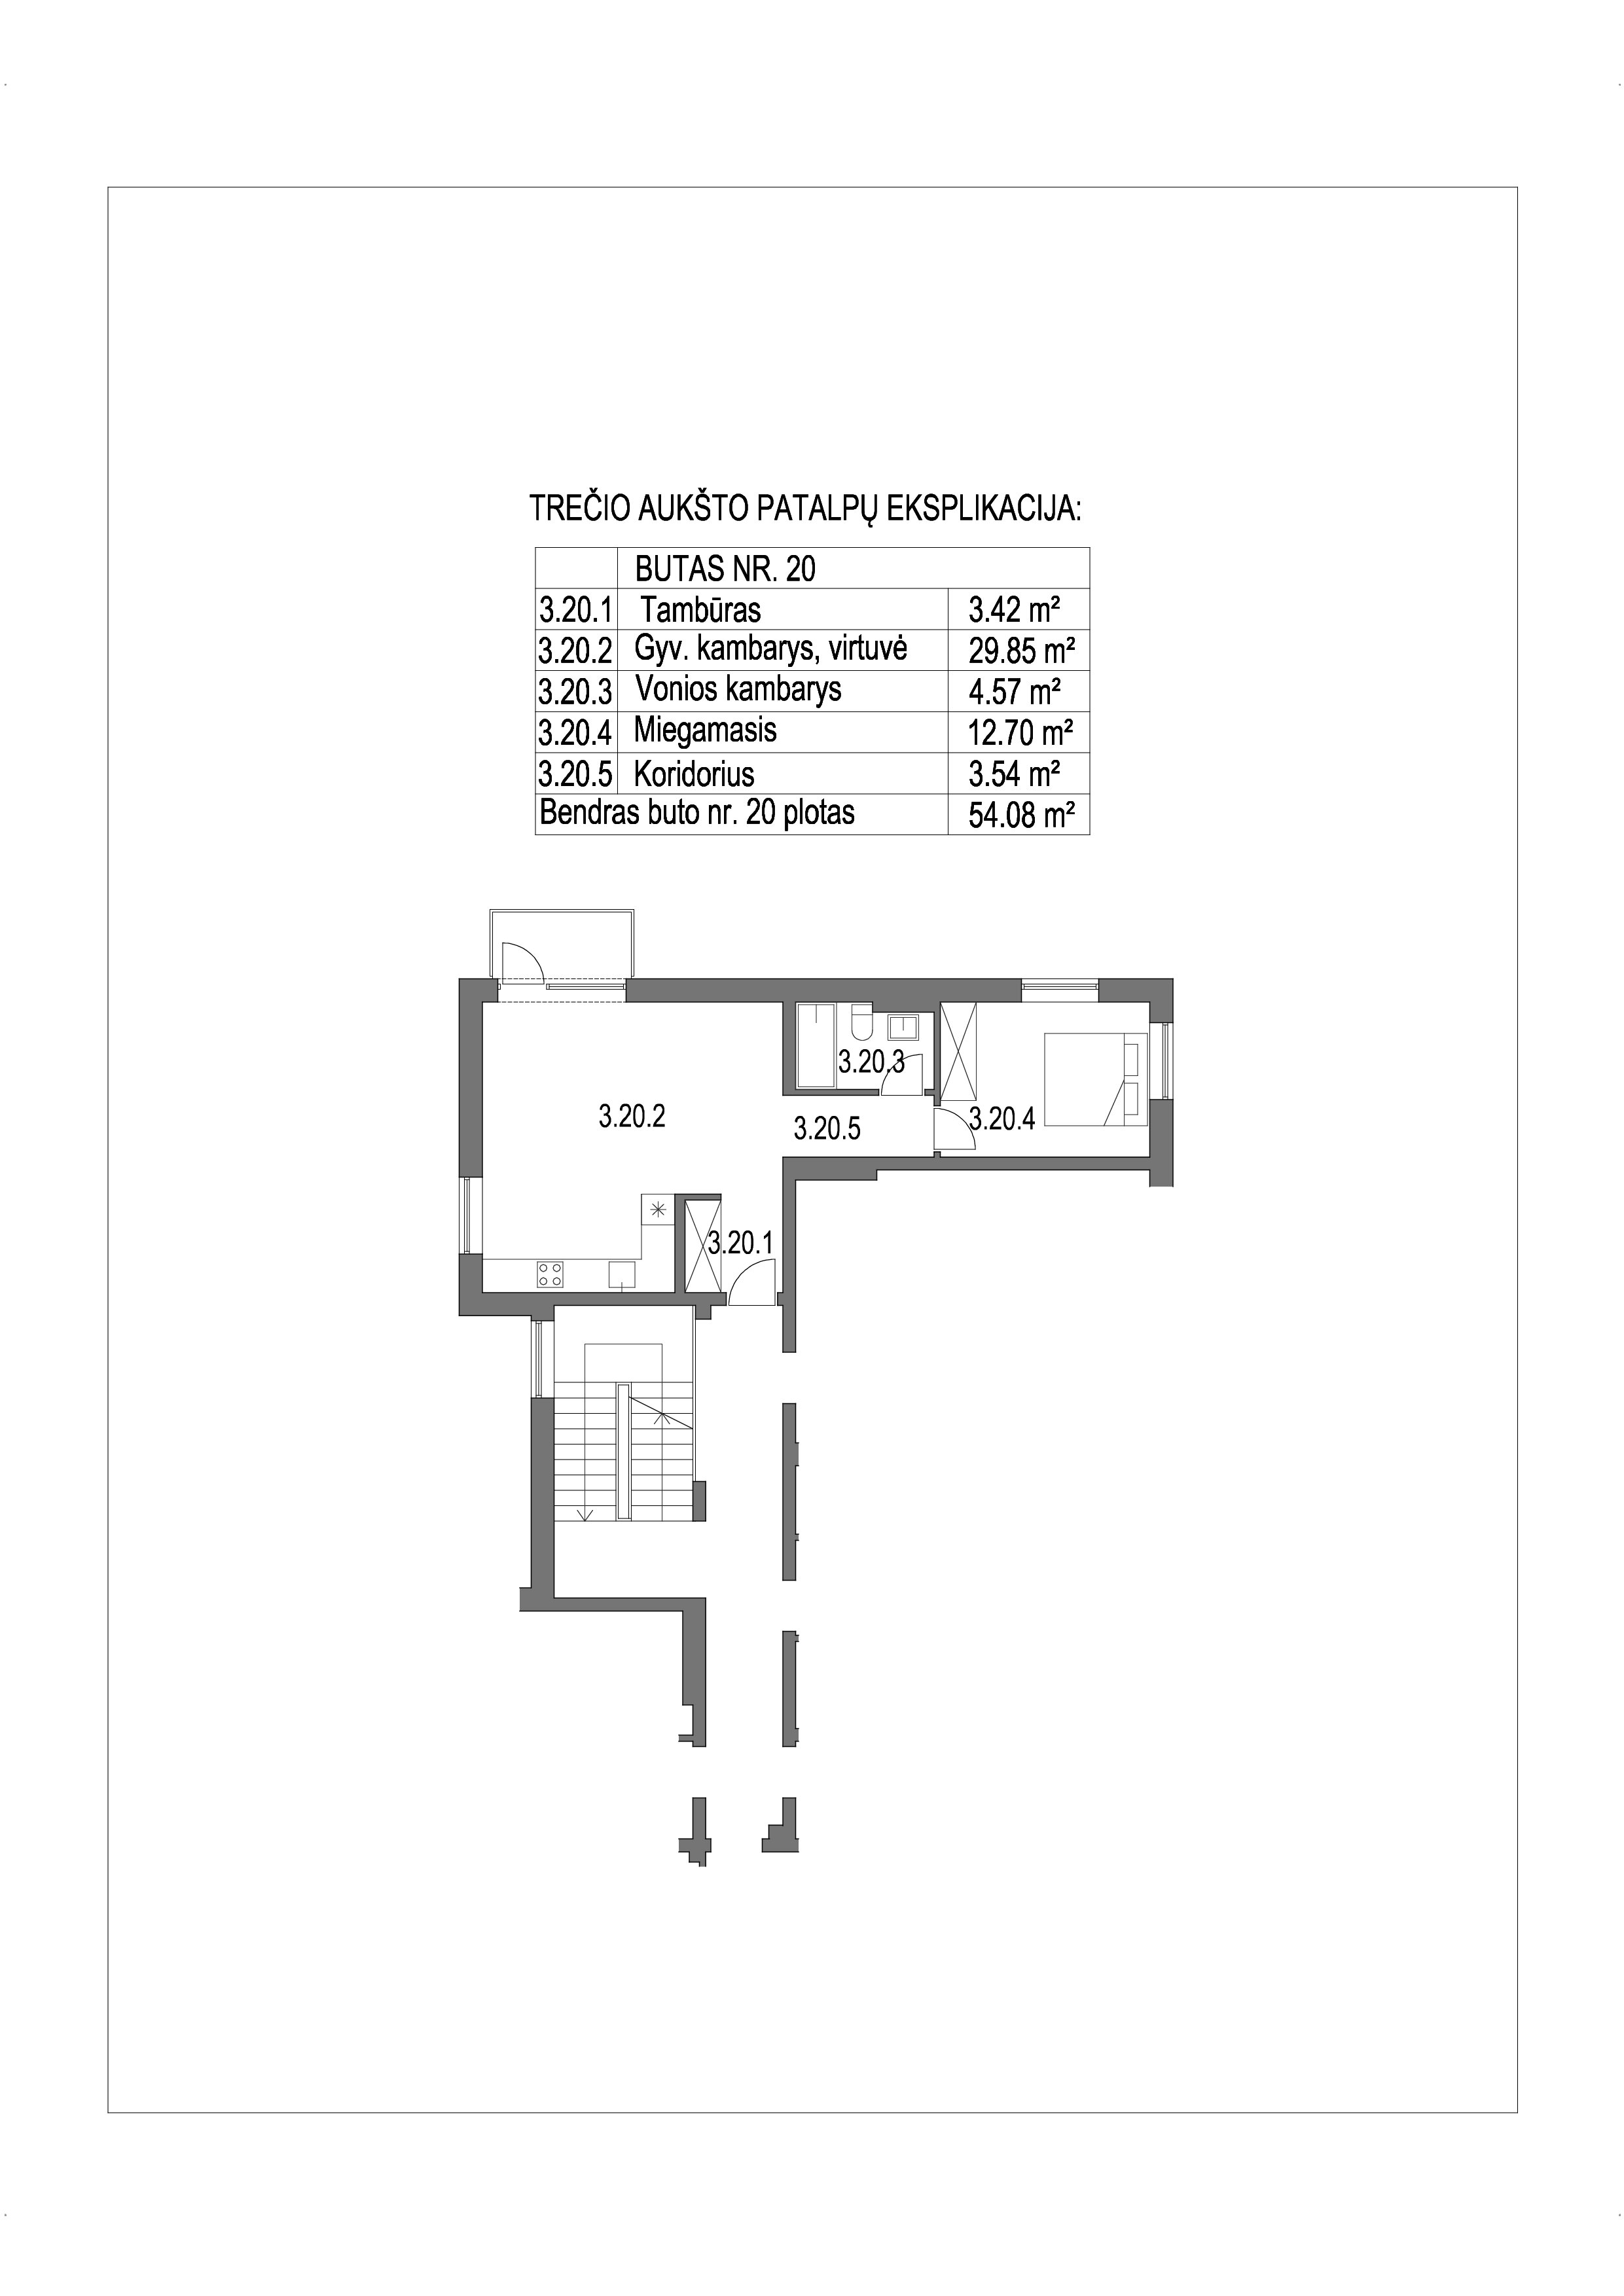 TREČIO AUKŠTO PATALPŲ EKSPLIKACIJA:
BUTAS NR. 20
3.20.1 Tambūras 3.42 m²
3.20.2 Gyv. kambarys, virtuvė 29.85 m²
3.20.3 Vonios kambarys 4.57 m²
3.20.4 Miegamasis 12.70 m²
3.20.5 Koridorius 3.54 m²
Bendras buto nr. 20 plotas 54.08 m²
3.20.3
3.20.2
3.20.5
3.20.4
3.20.1